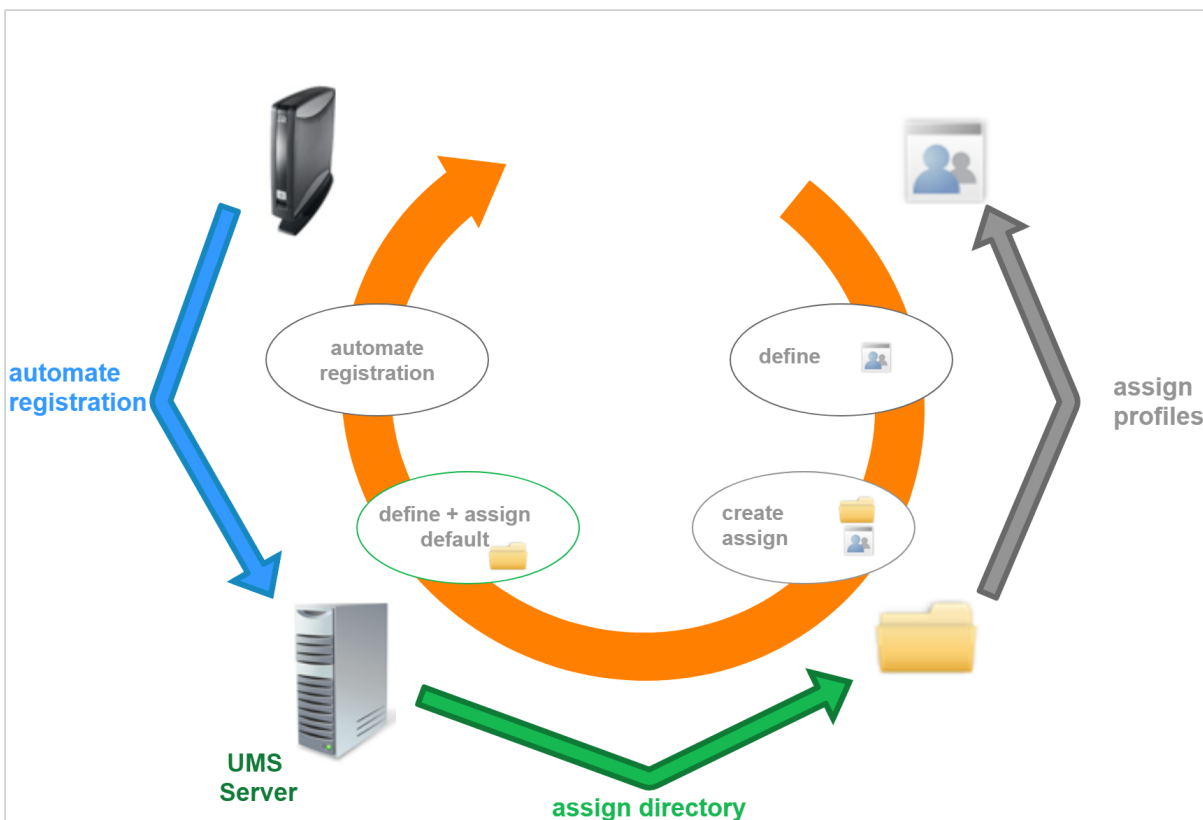 automate
registration
automate
registration
define
assign
profiles
define + assign
default
create
assign
UMS
Server
assign directory